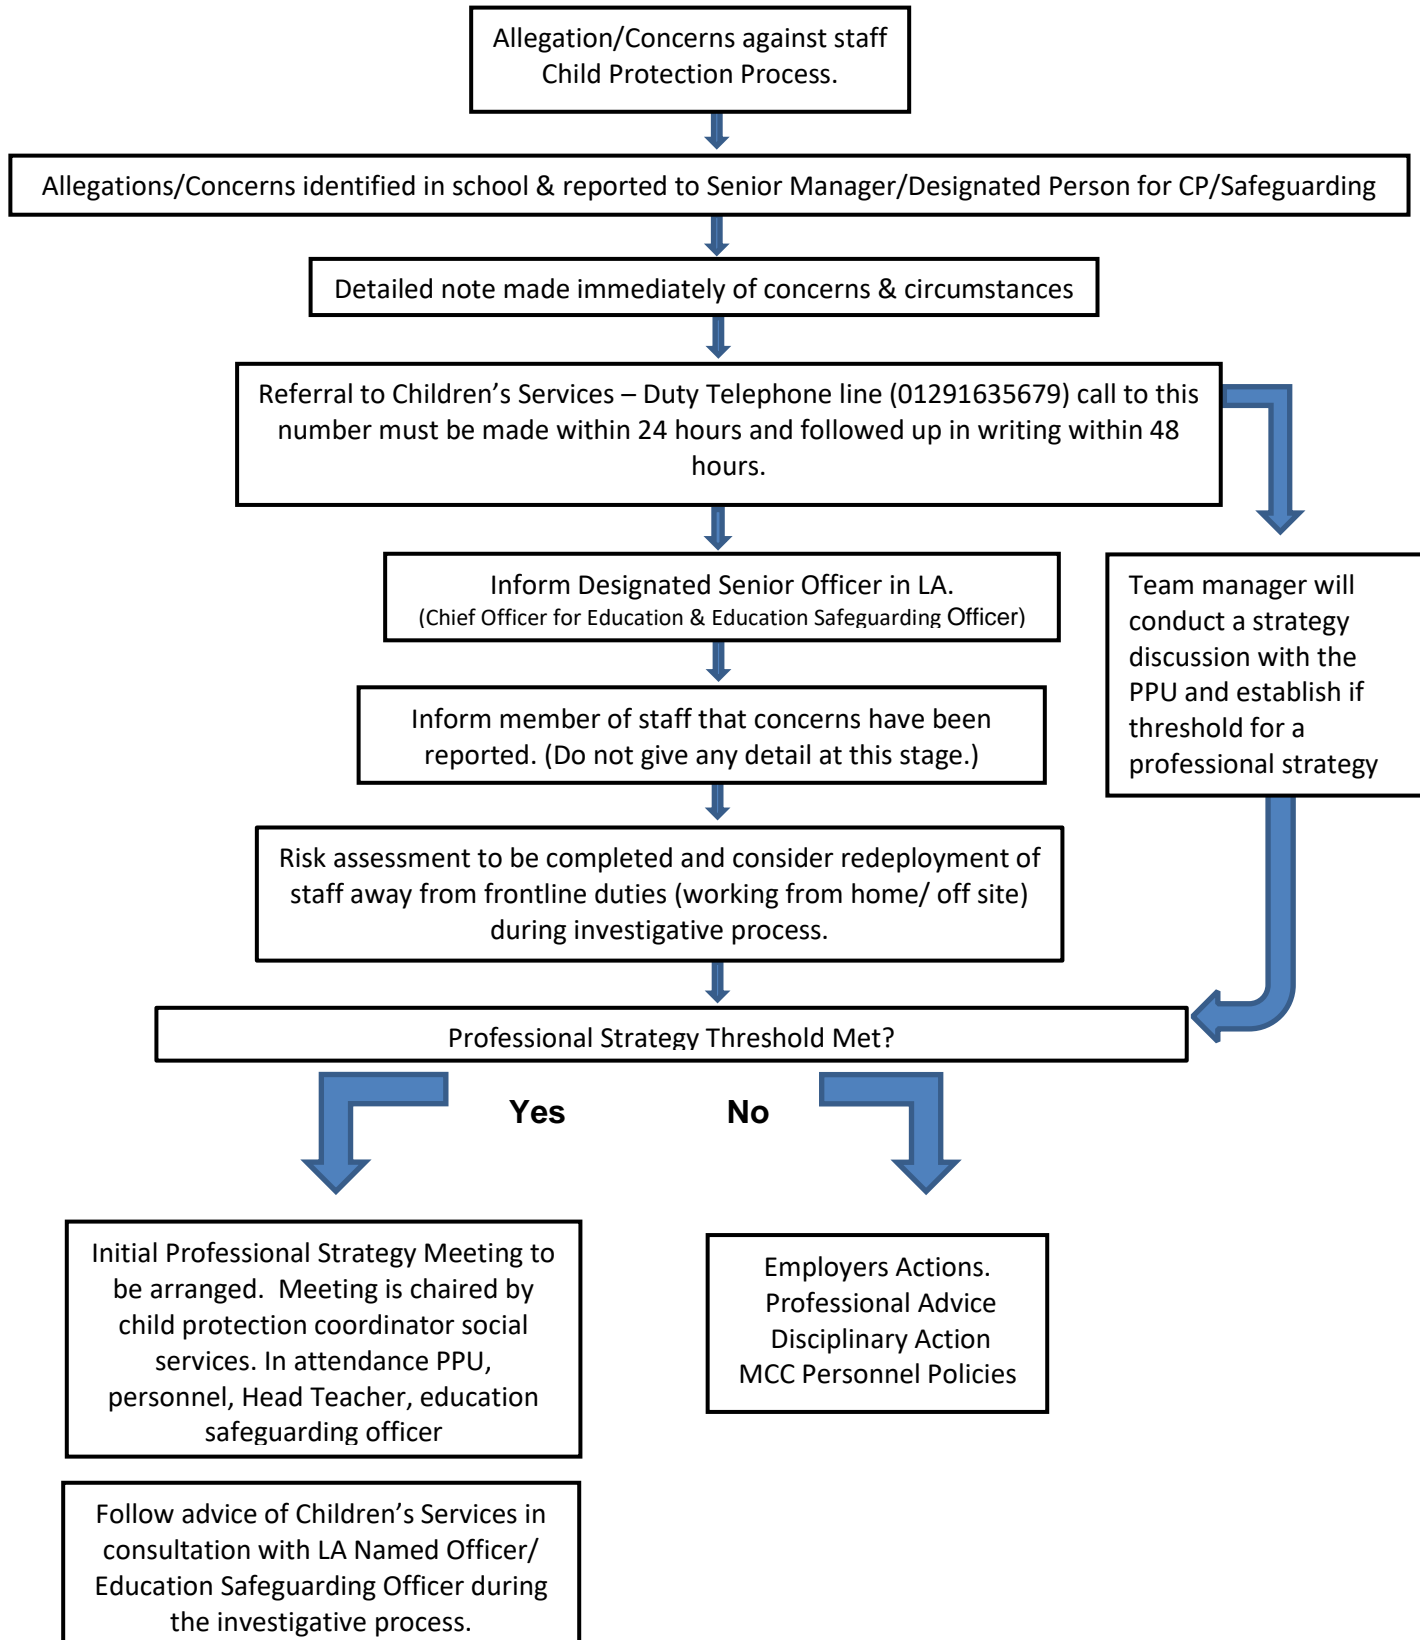 Allegation/Concerns against staff
Child Protection Process.
Allegations/Concerns identified in school & reported to Senior Manager/Designated Person for CP/Safeguarding
Detailed note made immediately of concerns & circumstances
Referral to Children’s Services – Duty Telephone line (01291635679) call to this
number must be made within 24 hours and followed up in writing within 48
hours.
Inform Designated Senior Officer in LA.
(Chief Officer for Education & Education Safeguarding Officer)
Team manager will
conduct a strategy
discussion with the
PPU and establish if
threshold for a
professional strategy
Inform member of staff that concerns have been
reported. (Do not give any detail at this stage.)
Risk assessment to be completed and consider redeployment of
staff away from frontline duties (working from home/ off site)
during investigative process.
Professional Strategy Threshold Met?
Yes
No
Initial Professional Strategy Meeting to
be arranged.  Meeting is chaired by
child protection coordinator social
services. In attendance PPU,
personnel, Head Teacher, education
safeguarding officer
Employers Actions.
Professional Advice
Disciplinary Action
MCC Personnel Policies
Follow advice of Children’s Services in
consultation with LA Named Officer/
Education Safeguarding Officer during
the investigative process.